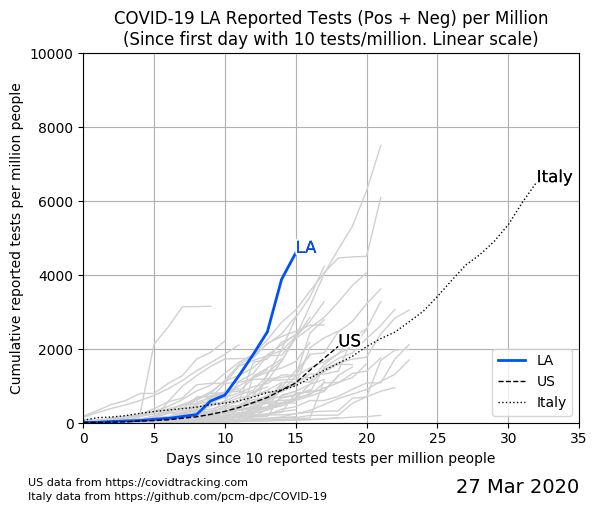 COVID-19 LA Reported Tests (Pos + Neg) per Million
(Since first day with 10 tests/million. Linear scale)
Cumulative reported tests per million people
10000
8000
6000
4000
2000
0
LA
US
Italy
LA
US
Italy
0 5 10 15 20 25 30 35
Days since 10 reported tests per million people
US data from https://covidtracking.com
Italy data from https://github.com/pcm-dpc/COVID-19
27 Mar 2020